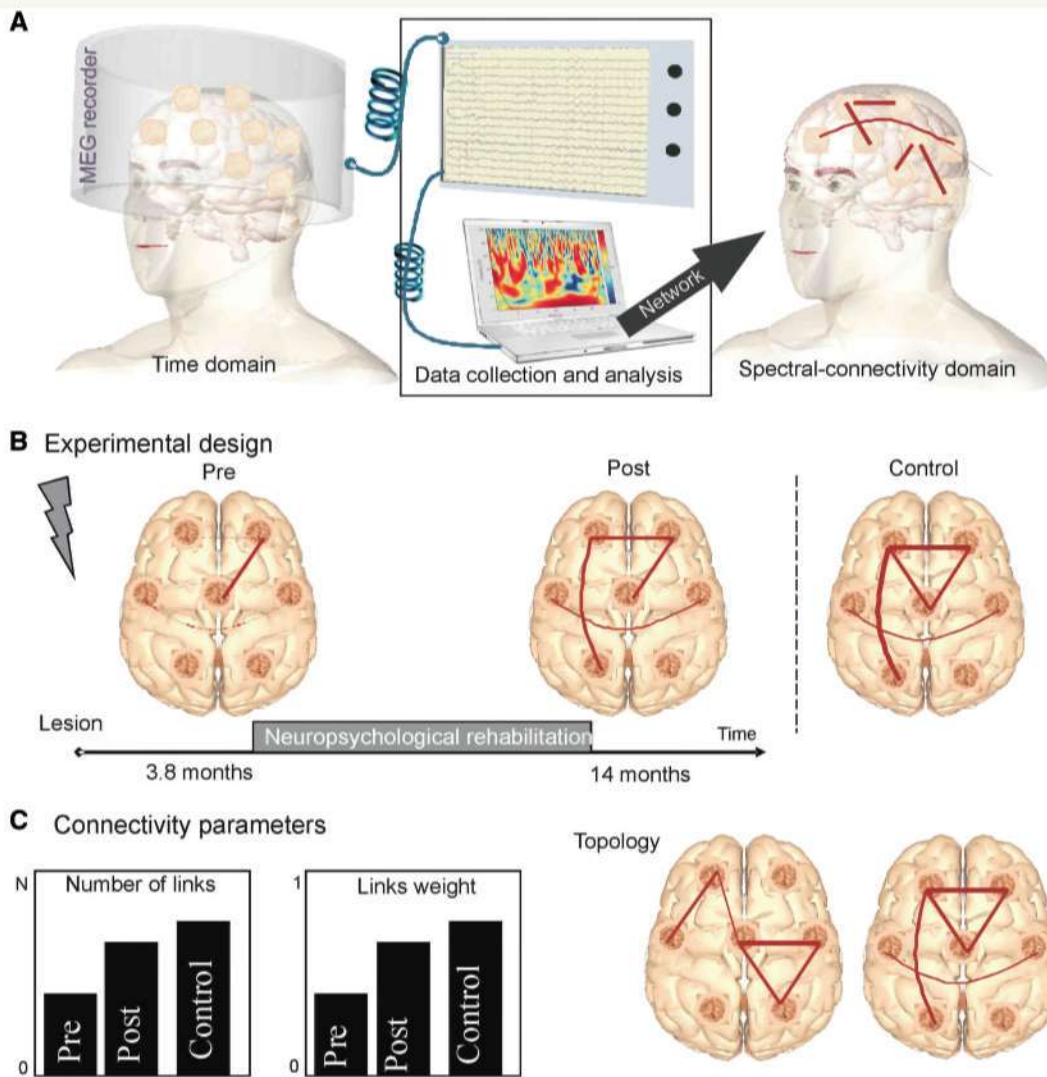 A
MEG recorder
Network
Time domain
Data collection and analysis
Spectral-connectivity domain
B Experimental design
Pre
Post
Control
Lesion
Neuropsychological rehabilitation
Time
3.8 months
14 months
C Connectivity parameters
Topology
N
Number of links
Pre
Post
Control
0
1
Links weight
Pre
Post
Control
0